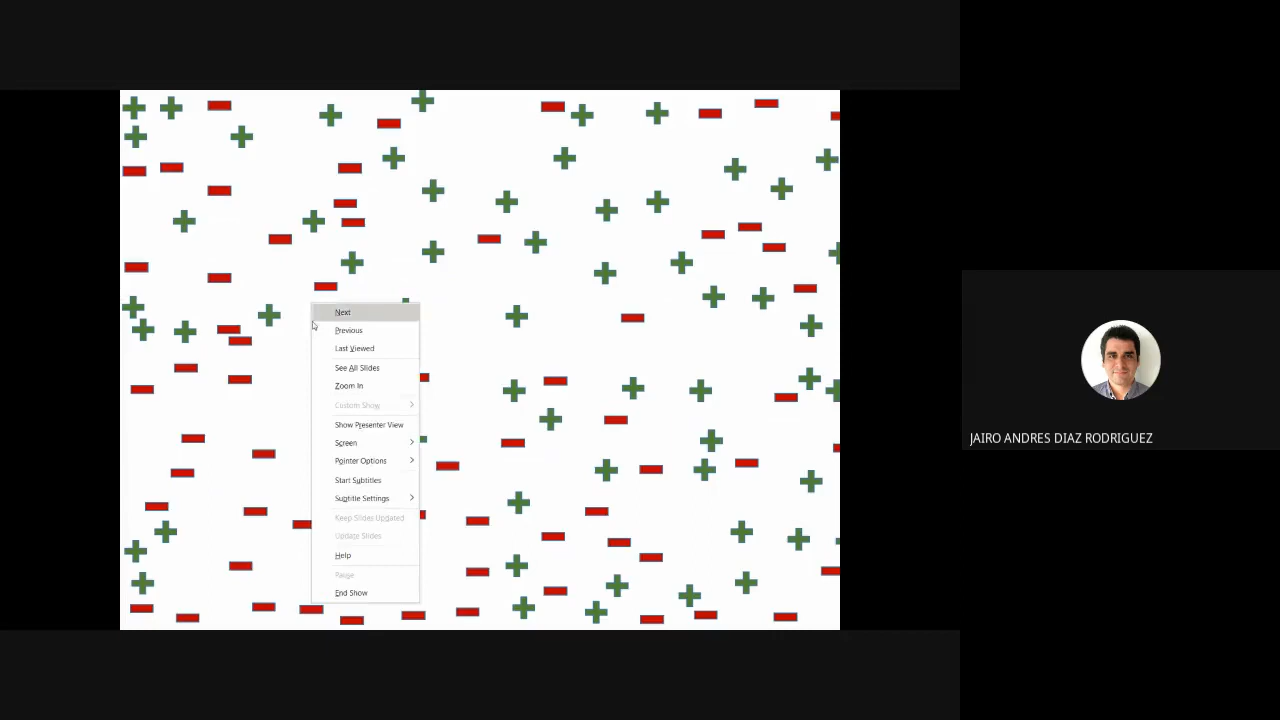 Next
Previous
Last Viewed
See All Slides
Zoom In
Custom Show
Show Presenter View
Screen
Pointer Options
Start Subtitles
Subtitle Settings
Keep Slides Updated
Update Slides
Help
Pause
End Show
JAIRO ANDRES DIAZ RODRIGUEZ